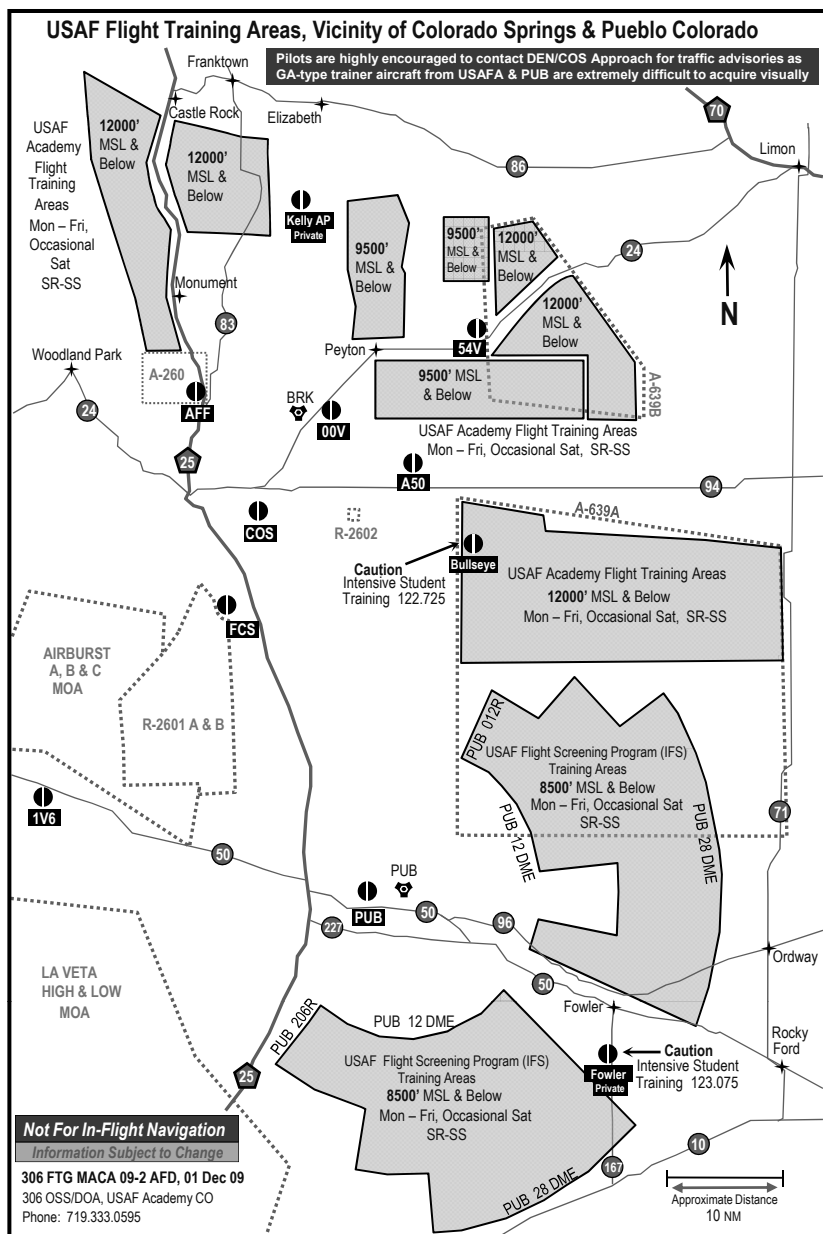 USAF Flight Training Areas, Vicinity of Colorado Springs & Pueblo Colorado
Pilots are highly encouraged to contact DEN/COS Approach for traffic advisories as
GA-type trainer aircraft from USAFA & PUB are extremely difficult to acquire visually
Franktown
Castle Rock
Elizabeth
70
Limon
86
USAF
Academy
Flight
Training
Areas
Mon – Fri,
Occasional
Sat
SR-SS
12000'
MSL &
Below
12000'
MSL &
Below
Kelly AP
Private
9500'
MSL &
Below
9500'
MSL &
Below
12000'
MSL &
Below
24
12000'
MSL &
Below
N
Monument
83
Woodland Park
A-260
AFF
Peyton
54V
9500' MSL
& Below
A-639B
24
BRK
00V
USAF Academy Flight Training Areas
Mon – Fri, Occasional Sat, SR-SS
25
A50
94
COS
R-2602
A-639A
Bullseye
Caution
Intensive Student
Training 122.725
USAF Academy Flight Training Areas
12000' MSL & Below
Mon – Fri, Occasional Sat, SR-SS
FCS
AIRBURST
A, B & C
MOA
R-2601 A & B
PUB 012R
USAF Flight Screening Program (IFS)
Training Areas
8500' MSL & Below
Mon – Fri, Occasional Sat
SR-SS
PUB 12 DME
PUB 28 DME
71
1V6
50
PUB
PUB
50
96
227
50
Ordway
LA VETA
HIGH & LOW
MOA
Fowler
PUB 206R
PUB 12 DME
Rocky
Ford
USAF Flight Screening Program (IFS)
Training Areas
8500' MSL & Below
Mon – Fri, Occasional Sat
SR-SS
Fowler
Private
Caution
Intensive Student
Training 123.075
25
PUB 28 DME
167
10
Not For In-Flight Navigation
Information Subject to Change
306 FTG MACA 09-2 AFD, 01 Dec 09
306 OSS/DOA, USAF Academy CO
Phone: 719.333.0595
Approximate Distance
10 NM